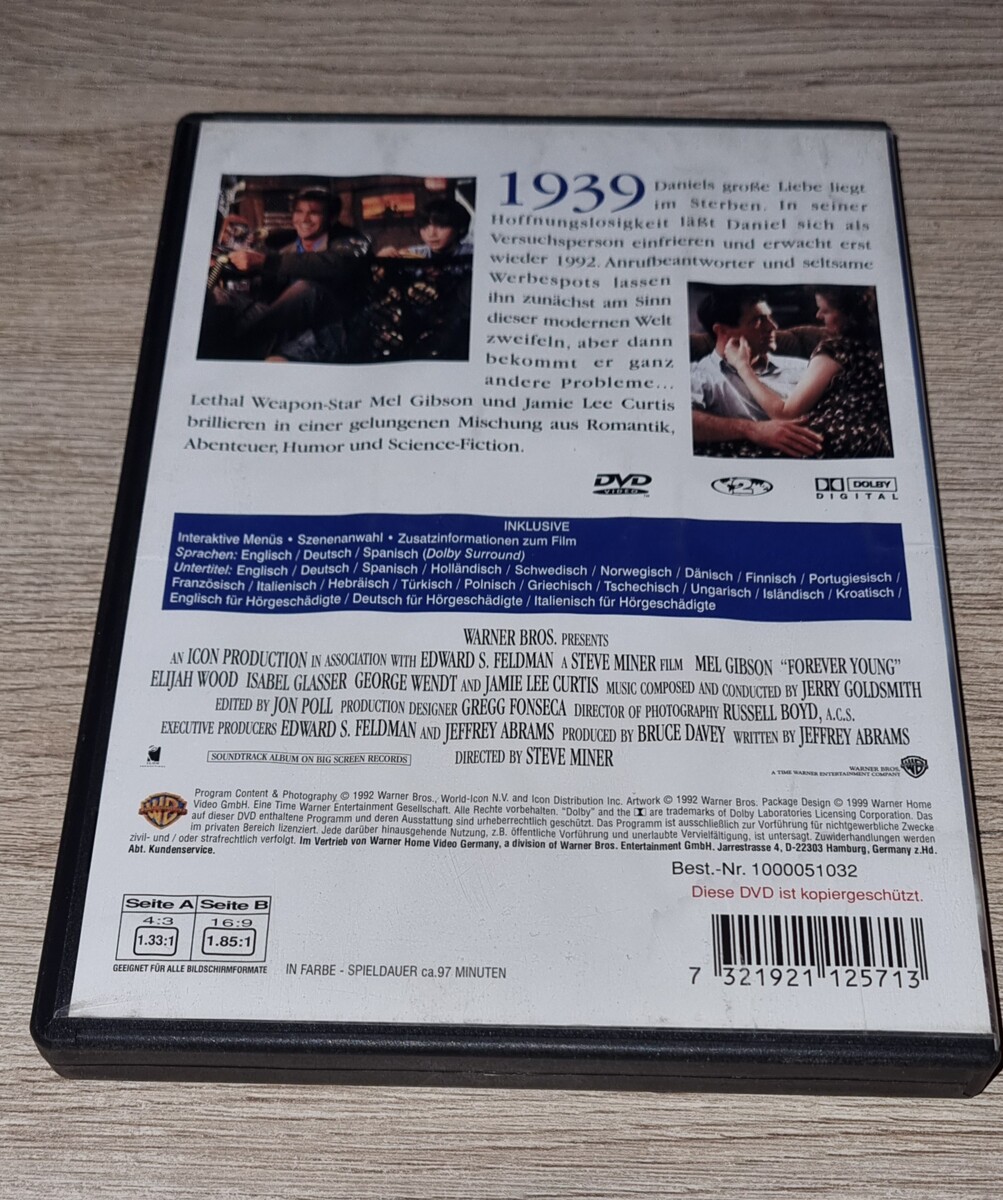 1939 Daniels große Liebe liegt
im Sterben. In seiner
Hoffnungslosigkeit läßt Daniel sich als
Versuchsperson einfrieren und erwacht erst
wieder 1992. Anrufbeantworter und seltsame
Werbespots lassen
ihn zunächst am Sinn
dieser modernen Welt
zweifeln, aber dann
bekommt er ganz
andere Probleme...
Lethal Weapon-Star Mel Gibson und Jamie Lee Curtis
brillieren in einer gelungenen Mischung aus Romantik,
Abenteuer, Humor und Science-Fiction.
DVD VIDEO 2 DOLBY DIGITAL
INKLUSIVE
Interaktive Menüs • Szenenanwahl • Zusatzinformationen zum Film
Sprachen: Englisch / Deutsch / Spanisch (Dolby Surround)
Untertitel: Englisch / Deutsch / Spanisch / Holländisch / Schwedisch / Norwegisch / Dänisch / Finnisch / Portugiesisch /
Französisch / Italienisch / Hebräisch / Türkisch / Polnisch / Griechisch / Tschechisch / Ungarisch / Isländisch / Kroatisch /
Englisch für Hörgeschädigte / Deutsch für Hörgeschädigte / Italienisch für Hörgeschädigte
WARNER BROS. PRESENTS
AN ICON PRODUCTION IN ASSOCIATION WITH EDWARD S. FELDMAN A STEVE MINER FILM MEL GIBSON "FOREVER YOUNG"
ELIJAH WOOD ISABEL GLASSER GEORGE WENDT AND JAMIE LEE CURTIS MUSIC COMPOSED AND CONDUCTED BY JERRY GOLDSMITH
EDITED BY JON POLL PRODUCTION DESIGNER GREGG FONSECA DIRECTOR OF PHOTOGRAPHY RUSSELL BOYD, A.C.S.
EXECUTIVE PRODUCERS EDWARD S. FELDMAN AND JEFFREY ABRAMS PRODUCED BY BRUCE DAVEY WRITTEN BY JEFFREY ABRAMS
SOUNDTRACK ALBUM ON BIG SCREEN RECORDS DIRECTED BY STEVE MINER
WARNER BROS.
A TIME WARNER ENTERTAINMENT COMPANY
Program Content & Photography © 1992 Warner Bros., World-Icon N.V. and Icon Distribution Inc. Artwork © 1992 Warner Bros. Package Design © 1999 Warner Home
Video GmbH. Eine Time Warner Entertainment Gesellschaft. Alle Rechte vorbehalten. "Dolby" and the are trademarks of Dolby Laboratories Licensing Corporation. Das
auf dieser DVD enthaltene Programm und deren Ausstattung sind urheberrechtlich geschützt. Das Programm ist ausschließlich zur Vorführung für nichtgewerbliche Zwecke
im privaten Bereich lizenziert. Jede darüber hinausgehende Nutzung, z.B. öffentliche Vorführung und unerlaubte Vervielfältigung, ist untersagt. Zuwiderhandlungen werden
zivil- und / oder strafrechtlich verfolgt. Im Vertrieb von Warner Home Video Germany, a division of Warner Bros. Entertainment GmbH. Jarrestrasse 4, D-22303 Hamburg, Germany z.Hd.
Abt. Kundenservice.
Best.-Nr. 1000051032
Diese DVD ist kopiergeschützt.
Seite A Seite B
4:3 16:9
1.33:1 1.85:1
GEEIGNET FÜR ALLE BILDSCHIRMFORMATE
IN FARBE - SPIELDAUER ca.97 MINUTEN
7 321921 125713